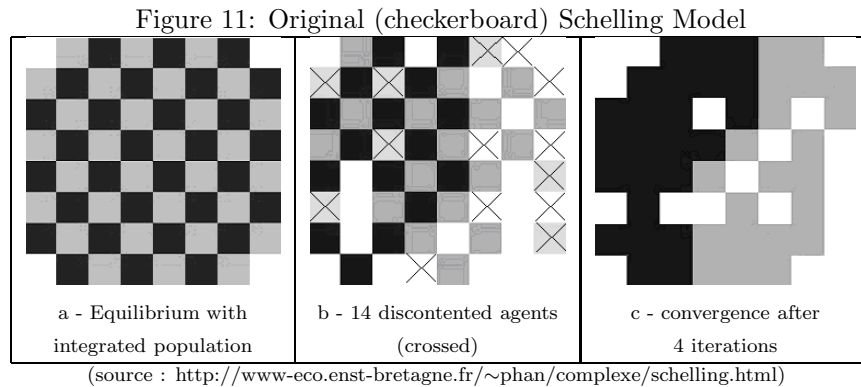 Figure 11: Original (checkerboard) Schelling Model
a - Equilibrium with
integrated population
b - 14 discontented agents
(crossed)
c - convergence after
4 iterations
(source : http://www-eco.enst-bretagne.fr/∼phan/complexe/schelling.html)